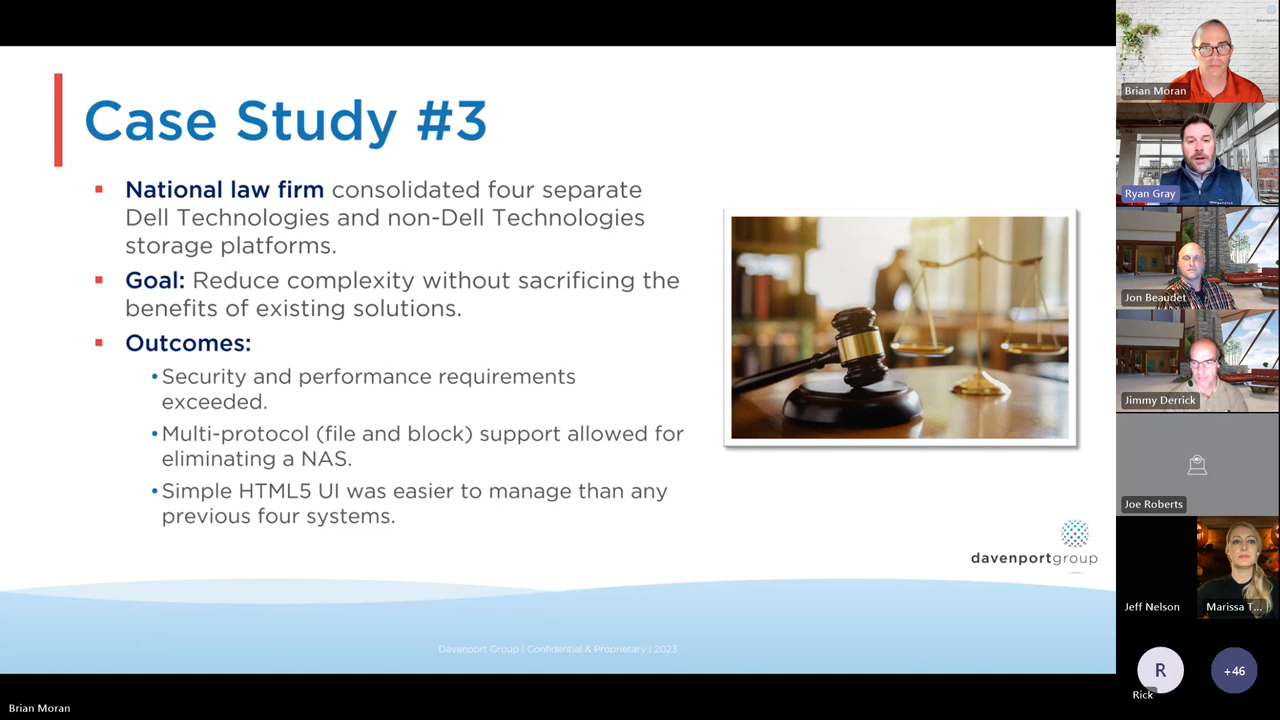 Case Study #3
National law firm consolidated four separate
Dell Technologies and non-Dell Technologies
storage platforms.
Goal: Reduce complexity without sacrificing the
benefits of existing solutions.
Outcomes:
Security and performance requirements
exceeded.
Multi-protocol (file and block) support allowed for
eliminating a NAS.
Simple HTML5 UI was easier to manage than any
previous four systems.
davenportgroup
Davenport Group | Confidential & Proprietary | 2023
Brian Moran
Brian Moran
Ryan Gray
Jon Beaudet
Jimmy Derrick
Joe Roberts
Jeff Nelson
Marissa T...
R
Rick
+46